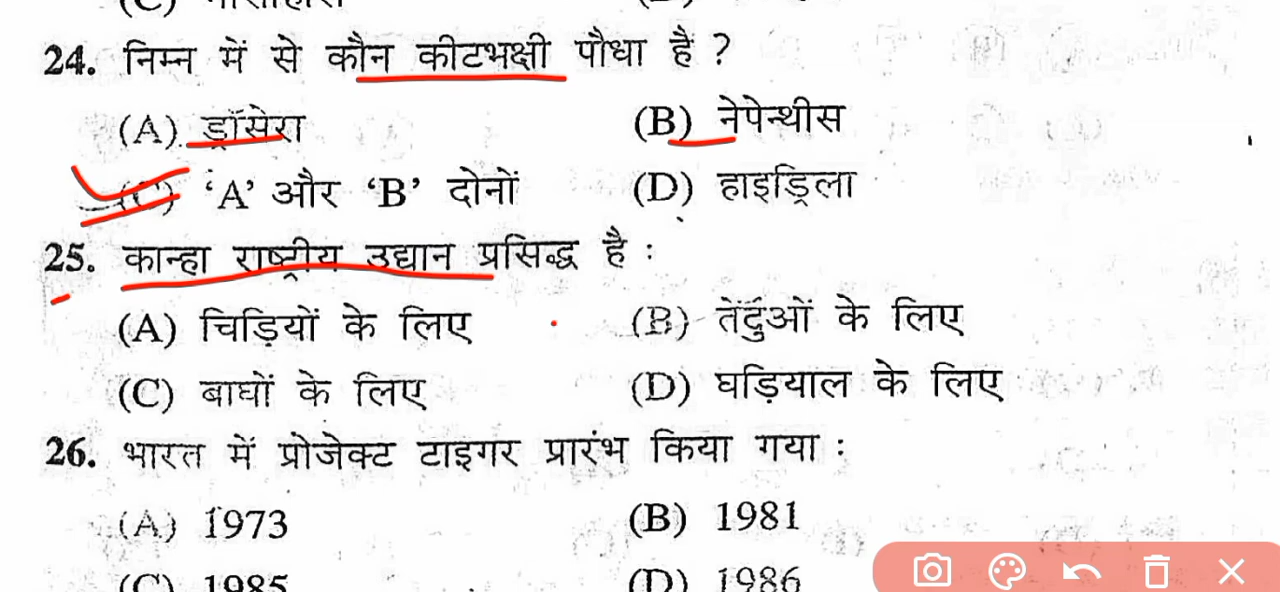 24. निम्न में से कौन कीटभक्षी पौधा है ?
(A) ड्रॉसेरा (B) नेपेन्थीस
(C) ‘A’ और ‘B’ दोनों (D) हाइड्रिला
25. कान्हा राष्ट्रीय उद्यान प्रसिद्ध है :
(A) चिड़ियों के लिए (B) तेंदुओं के लिए
(C) बाघों के लिए (D) घड़ियाल के लिए
26. भारत में प्रोजेक्ट टाइगर प्रारंभ किया गया :
(A) 1973 (B) 1981
(C) 1985 (D) 1986